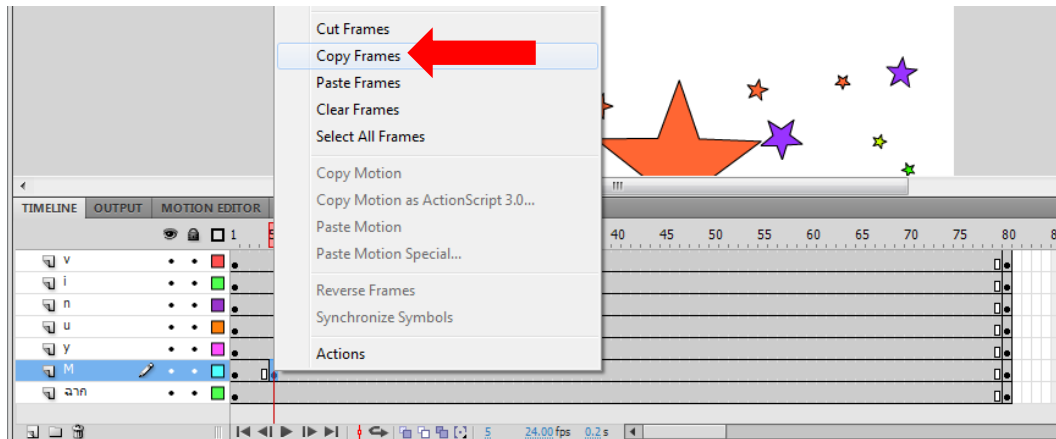 Cut Frames
Copy Frames
Paste Frames
Clear Frames
Select All Frames
Copy Motion
Copy Motion as ActionScript 3.0...
Paste Motion
Paste Motion Special...
Reverse Frames
Synchronize Symbols
Actions
TIMELINE OUTPUT MOTION EDITOR
1 40 45 50 55 60 65 70 75 80
v
i
n
u
y
M
ฉาก
5 24.00 fps 0.2 s